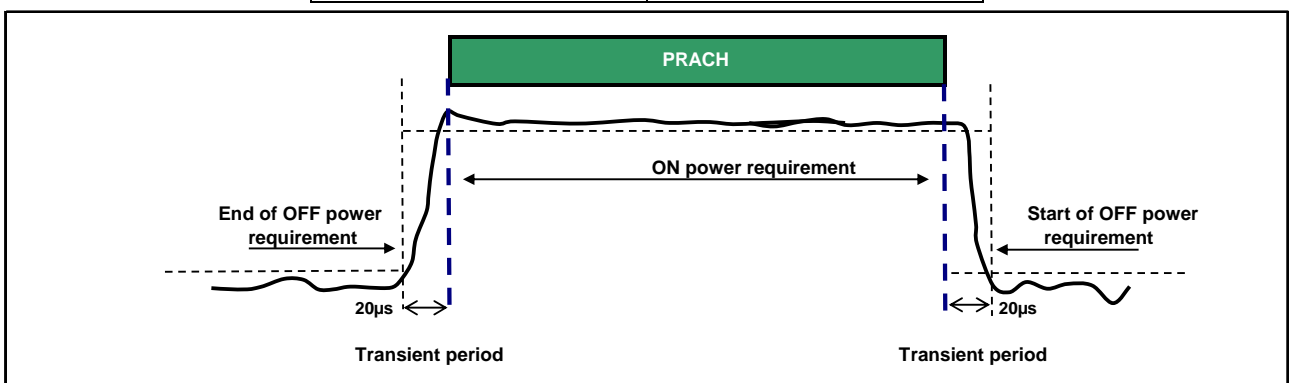 PRACH
ON power requirement
End of OFF power
requirement
Start of OFF power
requirement
20µs
20µs
Transient period
Transient period